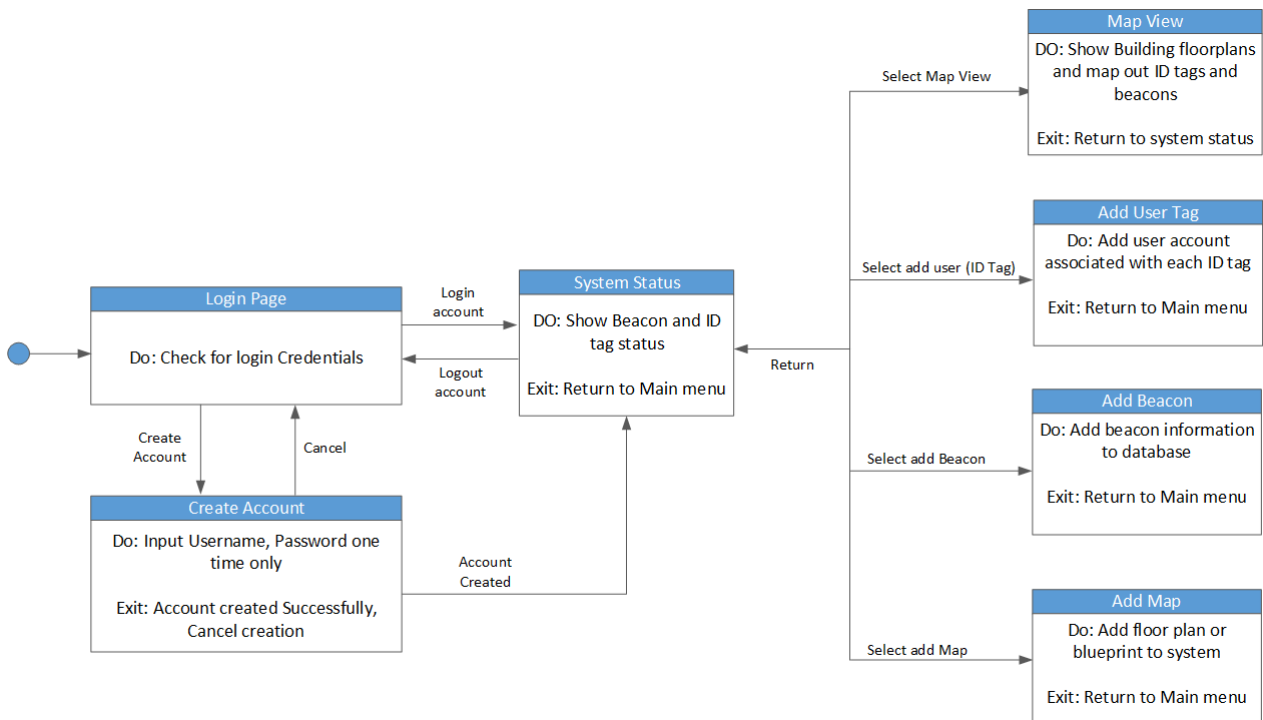 Login Page
Do: Check for login Credentials
Create
Account
Cancel
Create Account
Do: Input Username, Password one
time only
Exit: Account created Successfully,
Cancel creation
Login
account
Logout
account
Account
Created
System Status
DO: Show Beacon and ID
tag status
Exit: Return to Main menu
Return
Select Map View
Select add user (ID Tag)
Select add Beacon
Select add Map
Map View
DO: Show Building floorplans
and map out ID tags and
beacons
Exit: Return to system status
Add User Tag
Do: Add user account
associated with each ID tag
Exit: Return to Main menu
Add Beacon
Do: Add beacon information
to database
Exit: Return to Main menu
Add Map
Do: Add floor plan or
blueprint to system
Exit: Return to Main menu